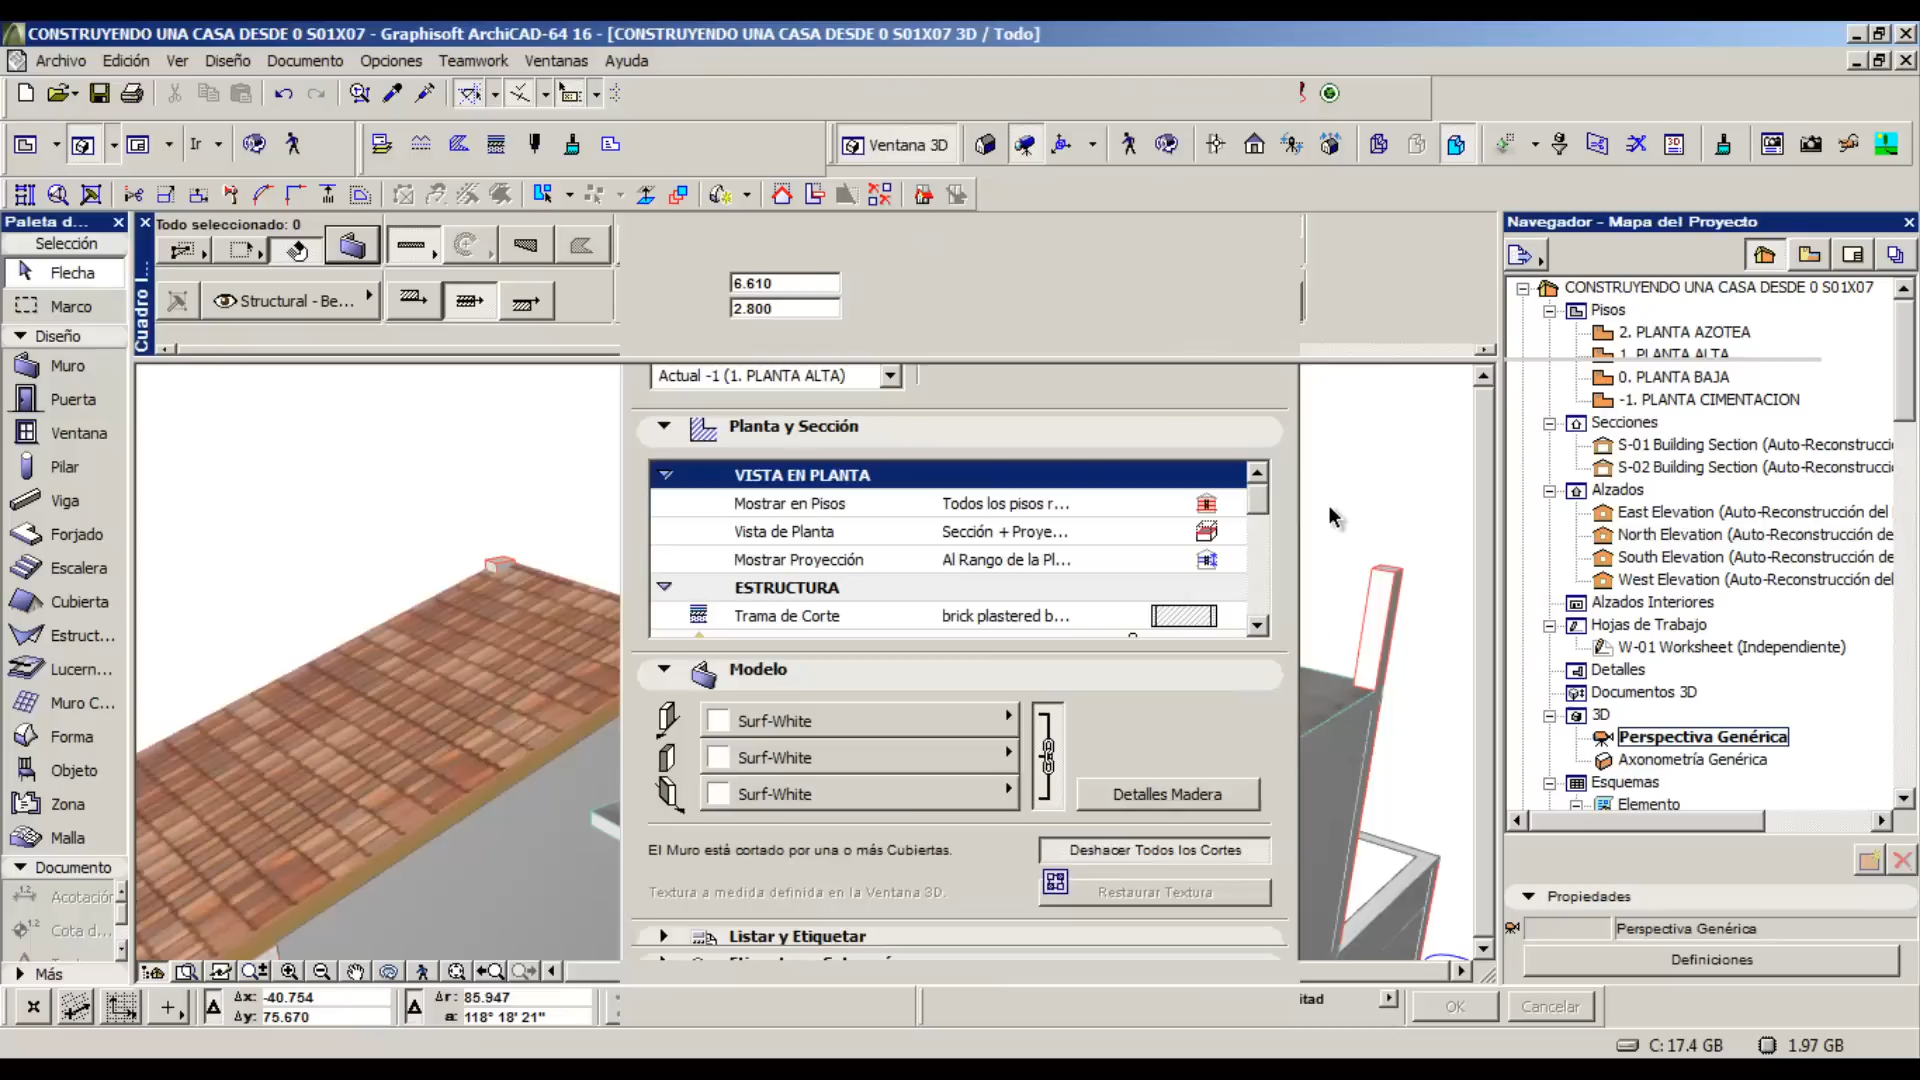 CONSTRUYENDO UNA CASA DESDE 0 S01X07 - Graphisoft ArchiCAD-64 16 - [CONSTRUYENDO UNA CASA DESDE 0 S01X07 3D / Todo]
Archivo Edición Ver Diseño Documento Opciones Teamwork Ventanas Ayuda
Ir
Ventana 3D
Paleta d...
Selección
Flecha
Marco
Diseño
Muro
Puerta
Ventana
Pilar
Viga
Forjado
Escalera
Cubierta
Estruct...
Lucern...
Muro C...
Forma
Objeto
Zona
Malla
Documento
Acotación
Cota d...
Más
Cuadro I...
Todo seleccionado: 0
Structural - Be...
6.610
2.800
Actual -1 (1. PLANTA ALTA)
Planta y Sección
VISTA EN PLANTA
Mostrar en Pisos Todos los pisos r...
Vista de Planta Sección + Proye...
Mostrar Proyección Al Rango de la Pl...
ESTRUCTURA
Trama de Corte brick plastered b...
Modelo
Surf-White
Surf-White
Surf-White
Detalles Madera
El Muro está cortado por una o más Cubiertas.
Deshacer Todos los Cortes
Textura a medida definida en la Ventana 3D.
Restaurar Textura
Listar y Etiquetar
Navegador - Mapa del Proyecto
CONSTRUYENDO UNA CASA DESDE 0 S01X07
Pisos
2. PLANTA AZOTEA
1. PLANTA ALTA
0. PLANTA BAJA
-1. PLANTA CIMENTACION
Secciones
S-01 Building Section (Auto-Reconstrucci
S-02 Building Section (Auto-Reconstrucci
Alzados
East Elevation (Auto-Reconstrucción del
North Elevation (Auto-Reconstrucción de
South Elevation (Auto-Reconstrucción de
West Elevation (Auto-Reconstrucción del
Alzados Interiores
Hojas de Trabajo
W-01 Worksheet (Independiente)
Detalles
Documentos 3D
3D
Perspectiva Genérica
Axonometría Genérica
Esquemas
Elemento
Propiedades
Perspectiva Genérica
Definiciones
Δx: -40.754
Δy: 75.670
Δr: 85.947
a: 118° 18' 21"
itad
OK
Cancelar
C: 17.4 GB
1.97 GB